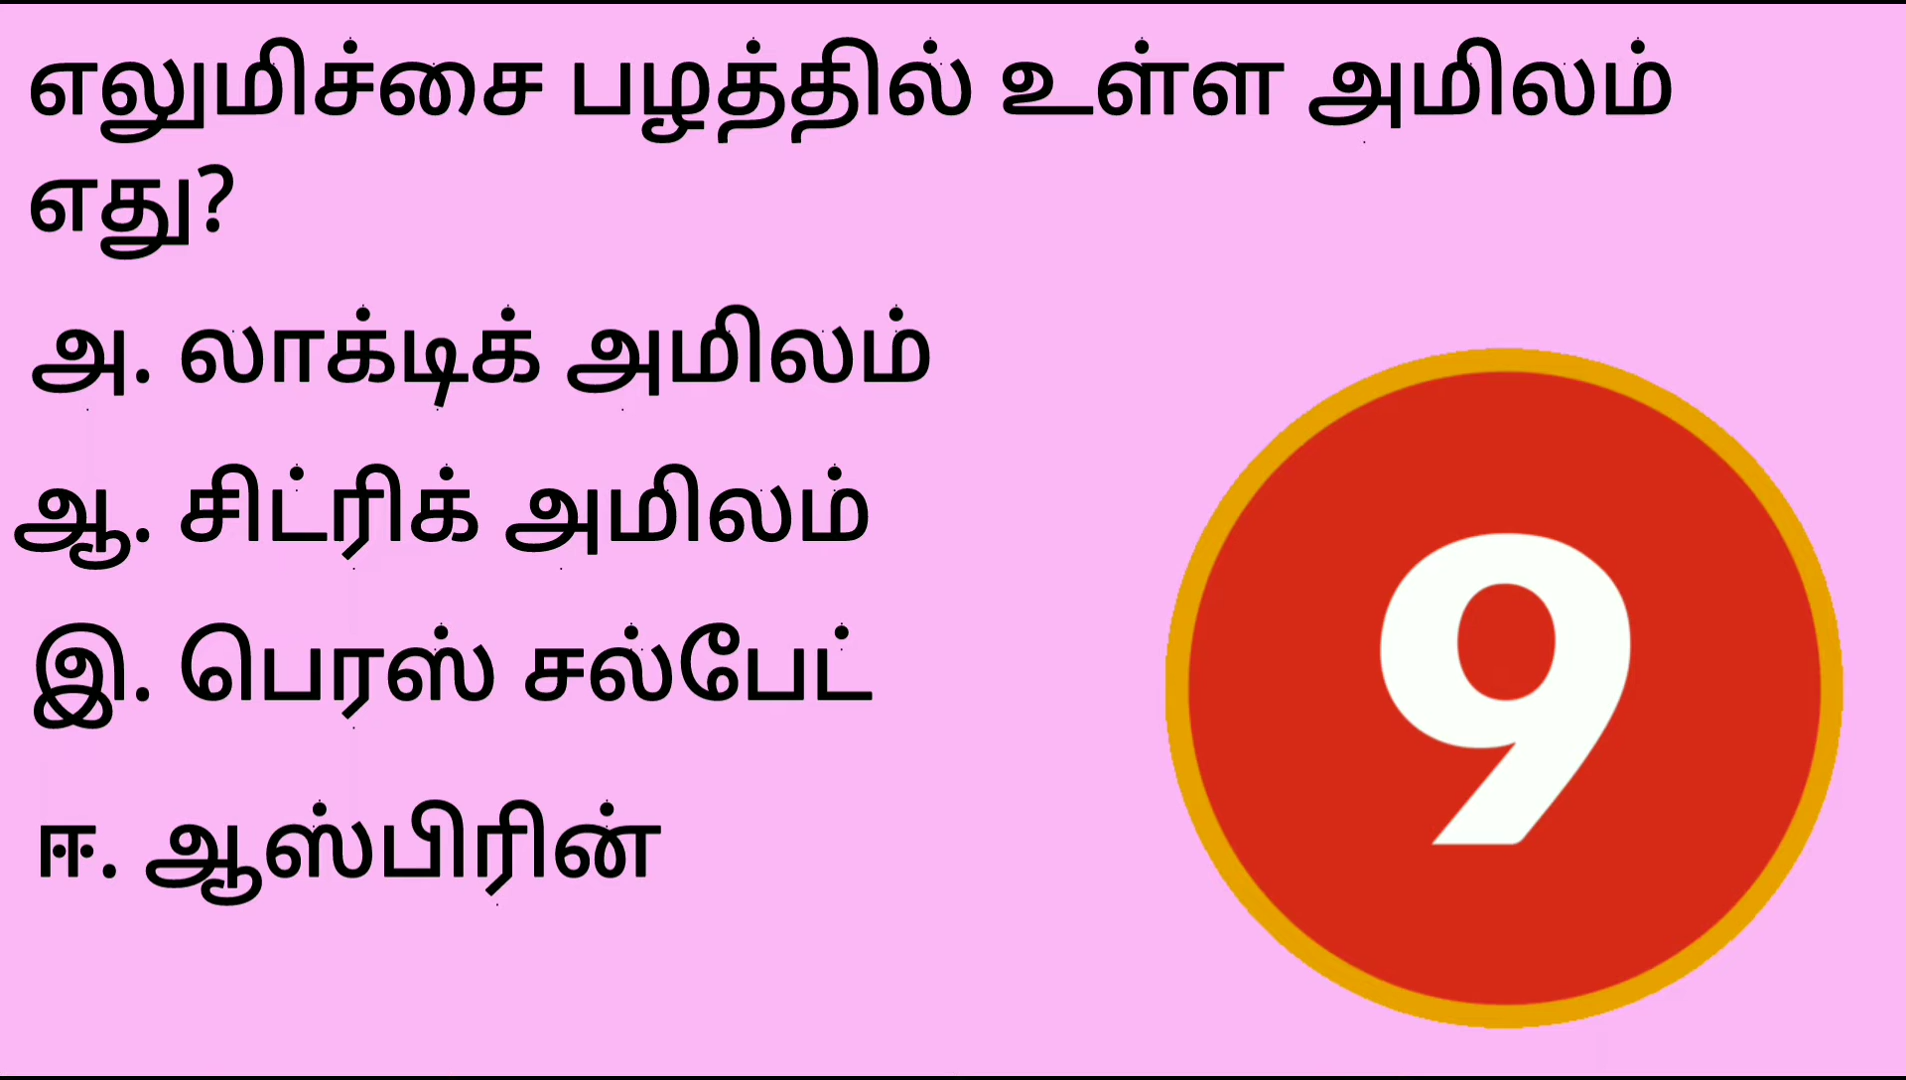 எலுமிச்சை பழத்தில் உள்ள அமிலம்
எது?
அ. லாக்டிக் அமிலம்
ஆ. சிட்ரிக் அமிலம்
இ. பெரஸ் சல்பேட்
ஈ. ஆஸ்பிரின்
9